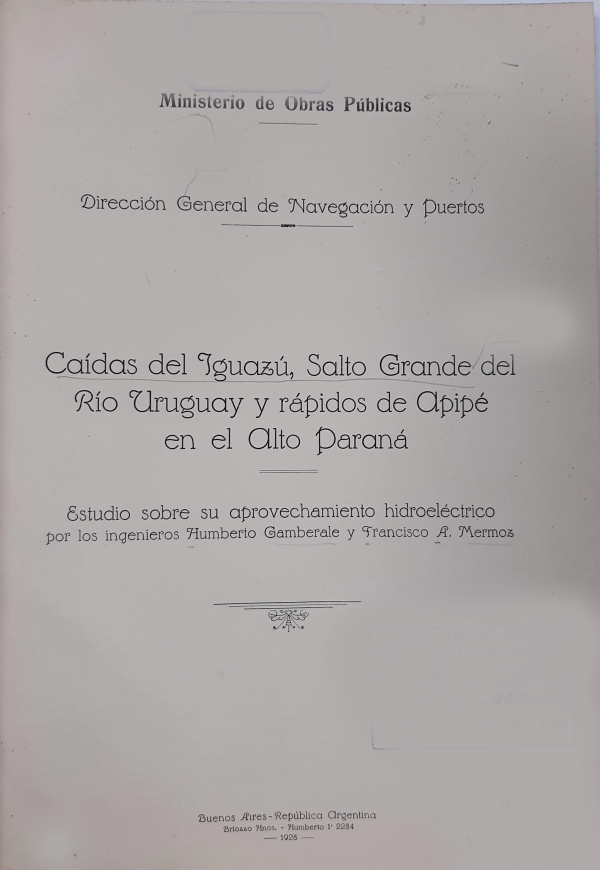 Ministerio de Obras Públicas
Dirección General de Navegación y Puertos
Caídas del Iguazú, Salto Grande del
Río Uruguay y rápidos de Apipé
en el Alto Paraná
Estudio sobre su aprovechamiento hidroeléctrico
por los ingenieros Humberto Gamberale y Francisco A. Mermoz
Buenos Aires - República Argentina
Briozzo Hnos. - Humberto 1º 2284
— 1928 —